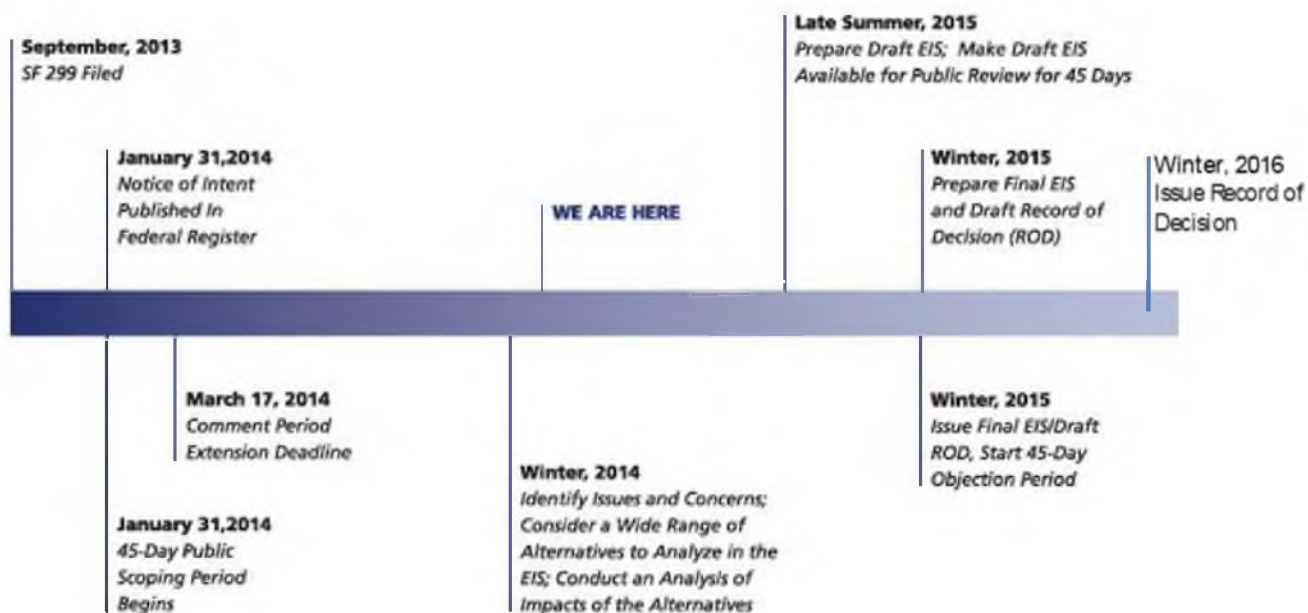 September, 2013
SF 299 Filed
January 31,2014
Notice of Intent
Published In
Federal Register
WE ARE HERE
Late Summer, 2015
Prepare Draft EIS; Make Draft EIS
Available for Public Review for 45 Days
Winter, 2015
Prepare Final EIS
and Draft Record of
Decision (ROD)
Winter, 2016
Issue Record of
Decision
March 17, 2014
Comment Period
Extension Deadline
January 31,2014
45-Day Public
Scoping Period
Begins
Winter, 2014
Identify Issues and Concerns;
Consider a Wide Range of
Alternatives to Analyze in the
EIS; Conduct an Analysis of
Impacts of the Alternatives
Winter, 2015
Issue Final EIS/Draft
ROD, Start 45-Day
Objection Period